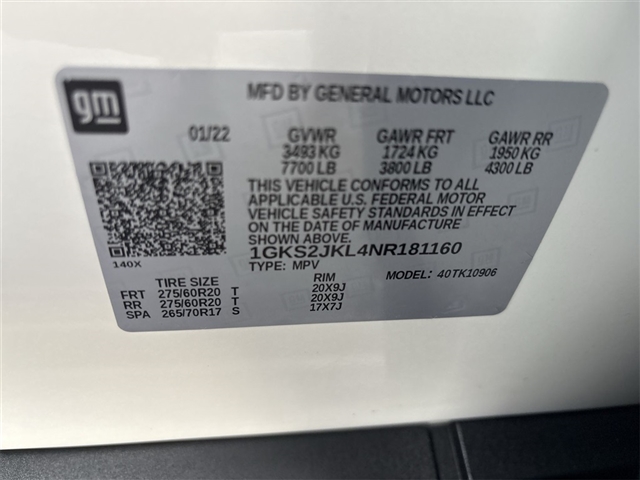 gm
MFD BY GENERAL MOTORS LLC
01/22 GVWR GAWR FRT GAWR RR
3493 KG 1724 KG 1950 KG
7700 LB 3800 LB 4300 LB
THIS VEHICLE CONFORMS TO ALL
APPLICABLE U.S. FEDERAL MOTOR
VEHICLE SAFETY STANDARDS IN EFFECT
ON THE DATE OF MANUFACTURE
SHOWN ABOVE.
1GKS2JKL4NR181160
140X
TYPE: MPV MODEL: 40TK10906
TIRE SIZE RIM
FRT 275/60R20 T 20X9J
RR 275/60R20 T 20X9J
SPA 265/70R17 S 17X7J